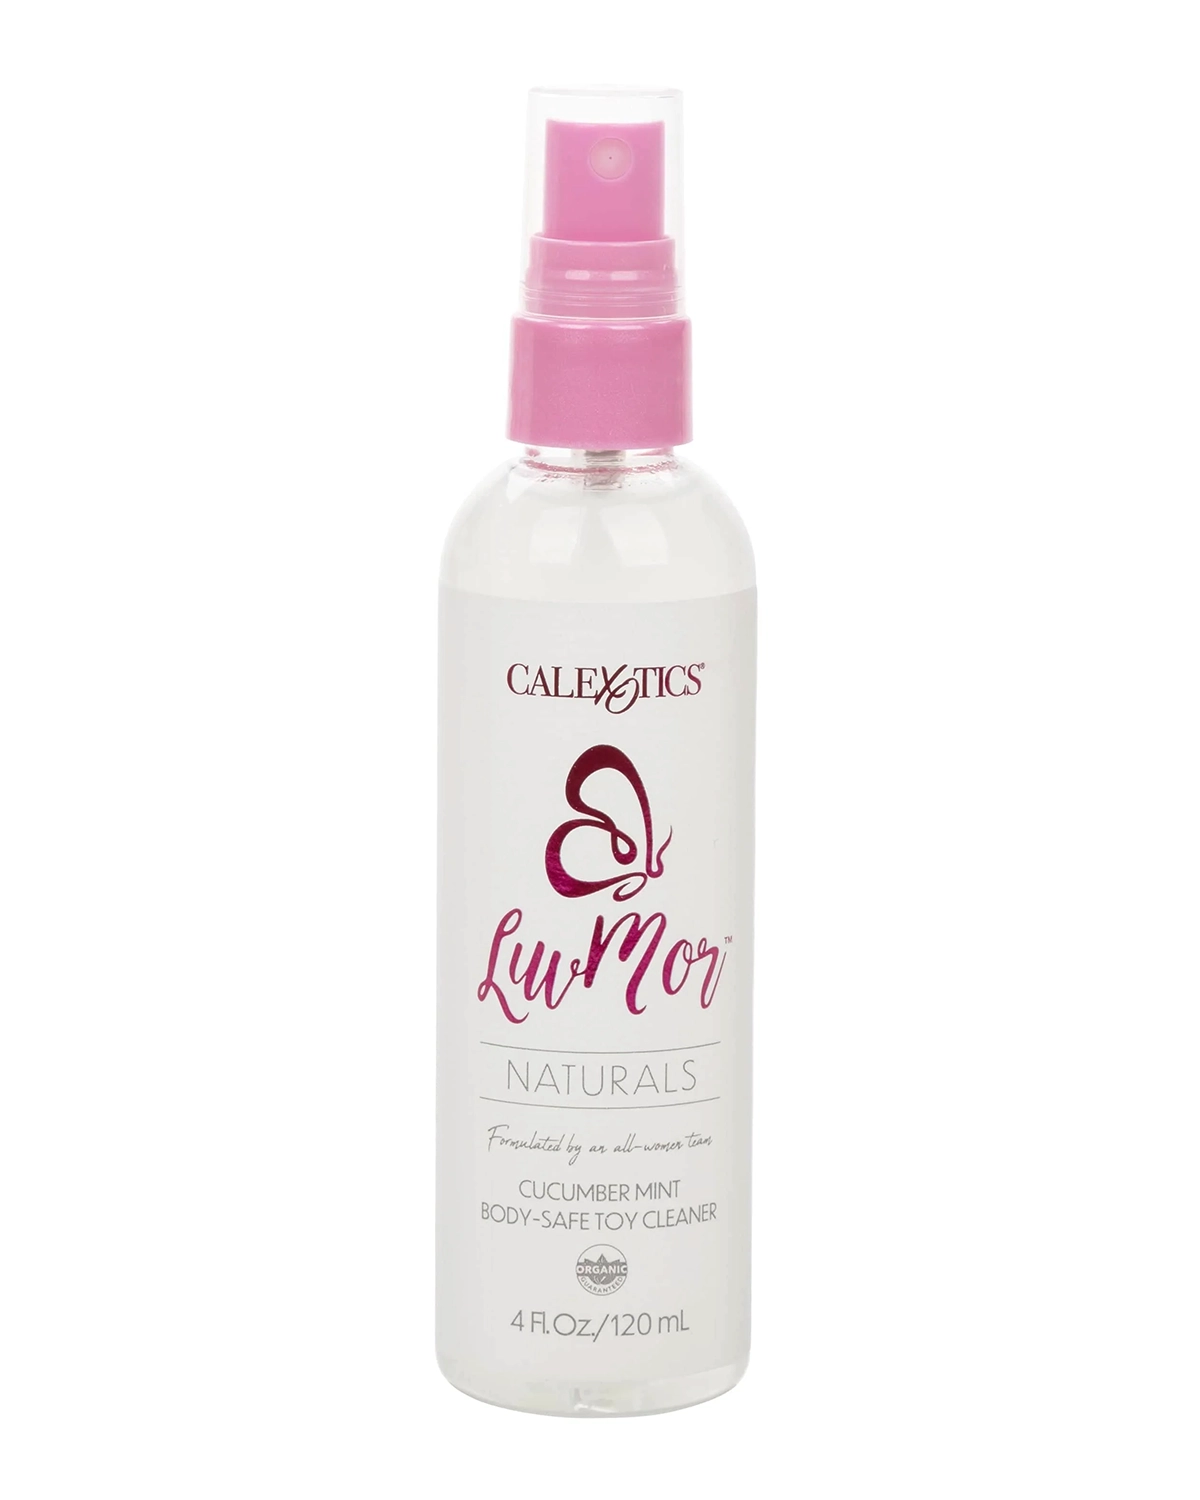 CALEXOTICS®
LuvMor™
NATURALS
Formulated by an all-women team
CUCUMBER MINT
BODY-SAFE TOY CLEANER
ORGANIC
GUARANTEED
4 Fl. Oz./120 mL